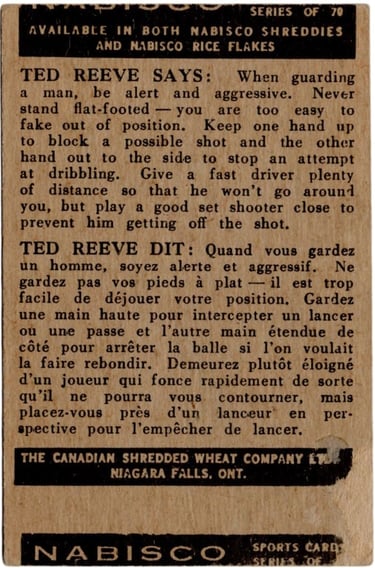 NABISCO SERIES OF 70
AVAILABLE IN BOTH NABISCO SHREDDIES
AND NABISCO RICE FLAKES
TED REEVE SAYS: When guarding
a man, be alert and aggressive. Never
stand flat-footed — you are too easy to
fake out of position. Keep one hand up
to block a possible shot and the other
hand out to the side to stop an attempt
at dribbling. Give a fast driver plenty
of distance so that he won't go around
you, but play a good set shooter close to
prevent him getting off the shot.
TED REEVE DIT: Quand vous gardez
un homme, soyez alerte et aggressif. Ne
gardez pas vos pieds à plat — il est trop
facile de déjouer votre position. Gardez
une main haute pour intercepter un lancer
ou une passe et l'autre main étendue de
côté pour arrêter la balle si l'on voulait
la faire rebondir. Demeurez plutôt éloigné
d'un joueur qui fonce rapidement de sorte
qu'il ne pourra vous contourner, mais
placez-vous près d'un lanceur en per-
spective pour l'empêcher de lancer.
THE CANADIAN SHREDDED WHEAT COMPANY LTD.
NIAGARA FALLS, ONT.
NABISCO SPORTS CARD
SERIES OF